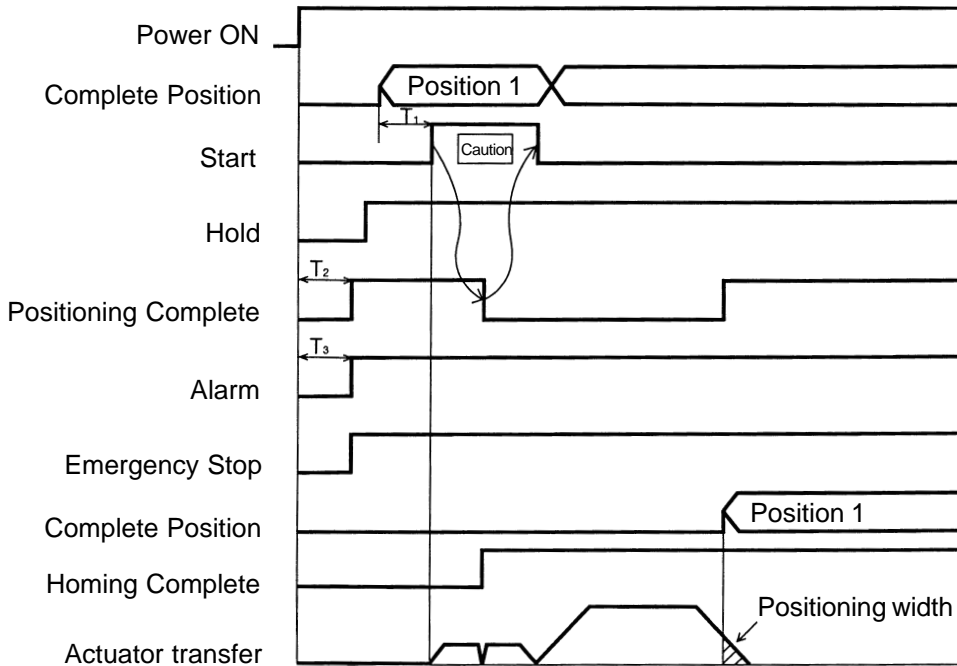 Power ON
Complete Position
Position 1
T1
Start
Caution
Hold
T2
Positioning Complete
T3
Alarm
Emergency Stop
Complete Position
Position 1
Homing Complete
Positioning width
Actuator transfer